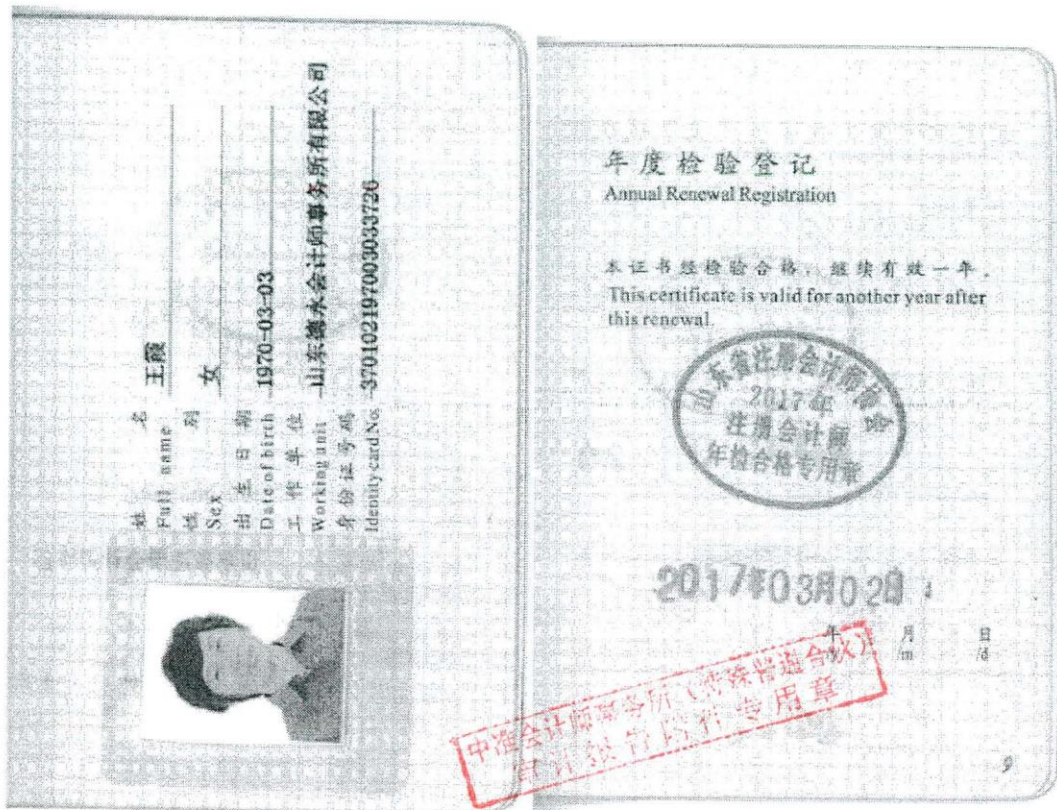 姓 名 王霞
Full name
性 别 女
Sex
出 生 日 期 1970-03-03
Date of birth
工 作 单 位 山东德永会计师事务所有限公司
Working unit
身 份 证 号 码 370102197003033726
Identity card No.
年度检验登记
Annual Renewal Registration
本证书经检验合格，继续有效一年。
This certificate is valid for another year after
this renewal.
山东省注册会计师协会
2017年
注册会计师
年检合格专用章
2017年03月02日
年 月 日
/m /d
中准会计师事务所（特殊普通合伙）
审计报告附件专用章
9